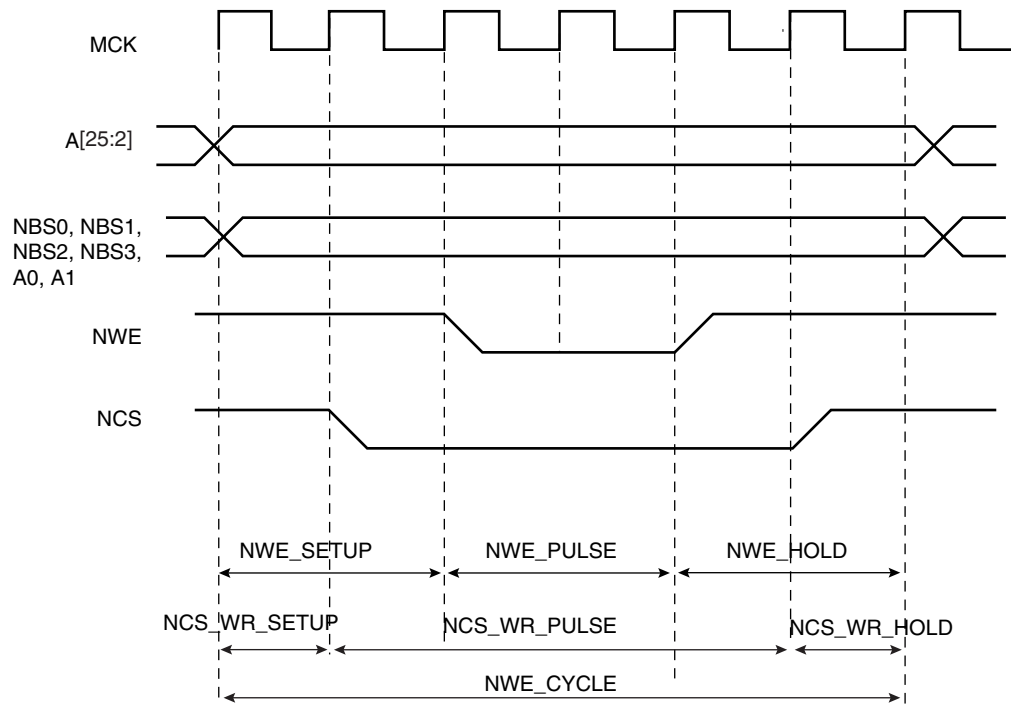 MCK
A[25:2]
NBS0, NBS1,
NBS2, NBS3,
A0, A1
NWE
NCS
NWE_SETUP
NWE_PULSE
NWE_HOLD
NCS_WR_SETUP
NCS_WR_PULSE
NCS_WR_HOLD
NWE_CYCLE